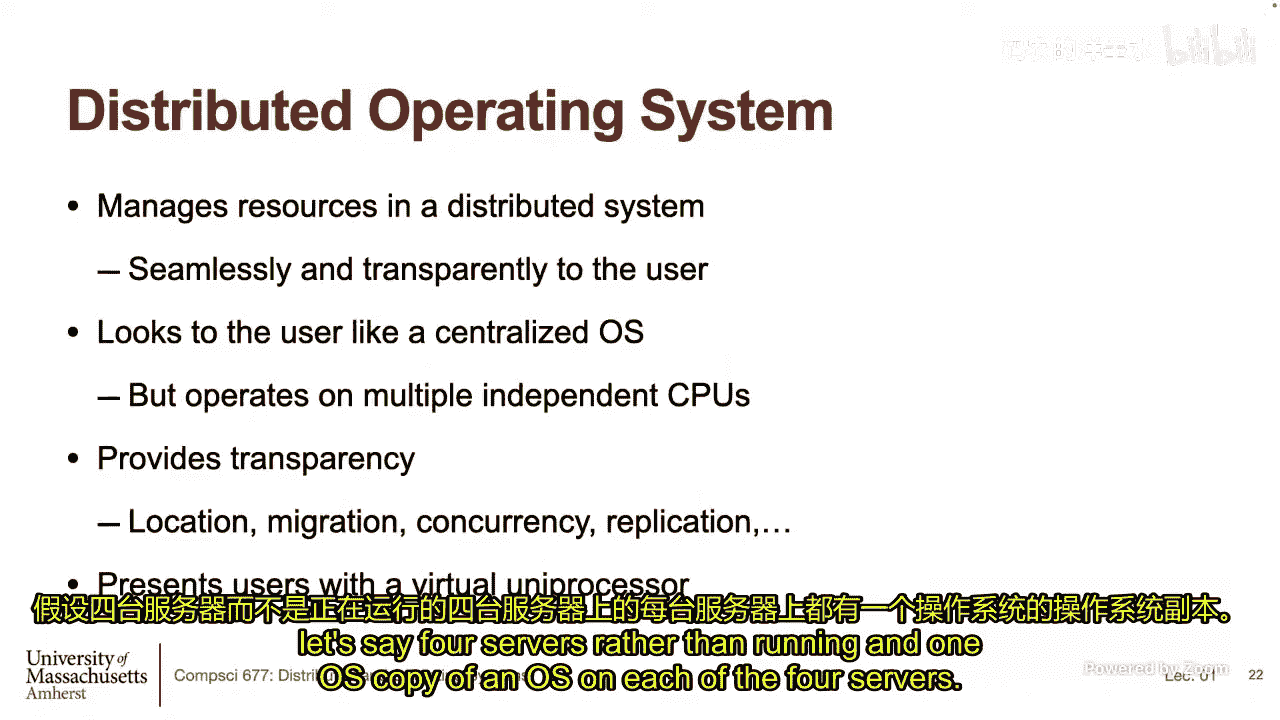 bilibili
Distributed Operating System
• Manages resources in a distributed system
– Seamlessly and transparently to the user
• Looks to the user like a centralized OS
– But operates on multiple independent CPUs
• Provides transparency
– Location, migration, concurrency, replication,…
• Presents users with a virtual uniprocessor
假设四台服务器而不是正在运行的四台服务器上的每台服务器上都有一个操作系统的操作系统副本。
let's say four servers rather than running and one
OS copy of an OS on each of the four servers.
University of
Massachusetts
Amherst
Compsci 677:
Powered by Zoom
Lec. 01
22